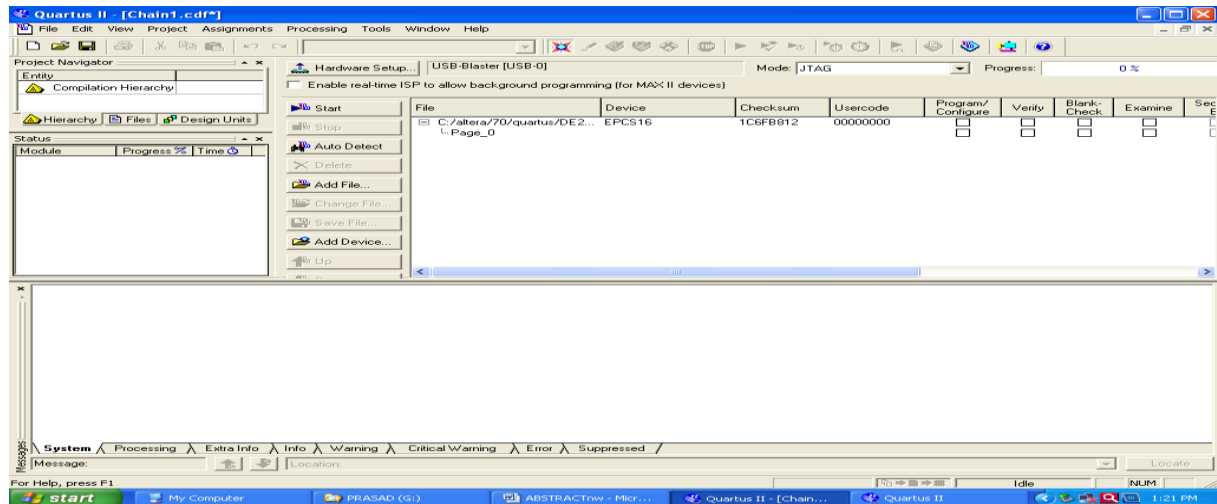 Quartus II - [Chain1.cdf*]
File Edit View Project Assignments Processing Tools Window Help
Project Navigator
Entity
Compilation Hierarchy
Hierarchy Files Design Units
Status
Module Progress % Time
Hardware Setup... USB-Blaster [USB-0] Mode: JTAG Progress: 0 %
Enable real-time ISP to allow background programming (for MAX II devices)
Start
Stop
Auto Detect
Delete
Add File...
Change File...
Save File...
Add Device...
Up
File Device Checksum Usercode Program/ Configure Verify Blank- Check Examine Sec
C:/altera/70/quartus/DE2... EPCS16 1C6FB812 00000000
Page_0
System Processing Extra Info Info Warning Critical Warning Error Suppressed
Messages
Message: Location: Locate
For Help, press F1 Idle NUM
start My Computer PRASAD (G:) ABSTRACTnw - Micr... Quartus II - [Chain... Quartus II 1:21 PM